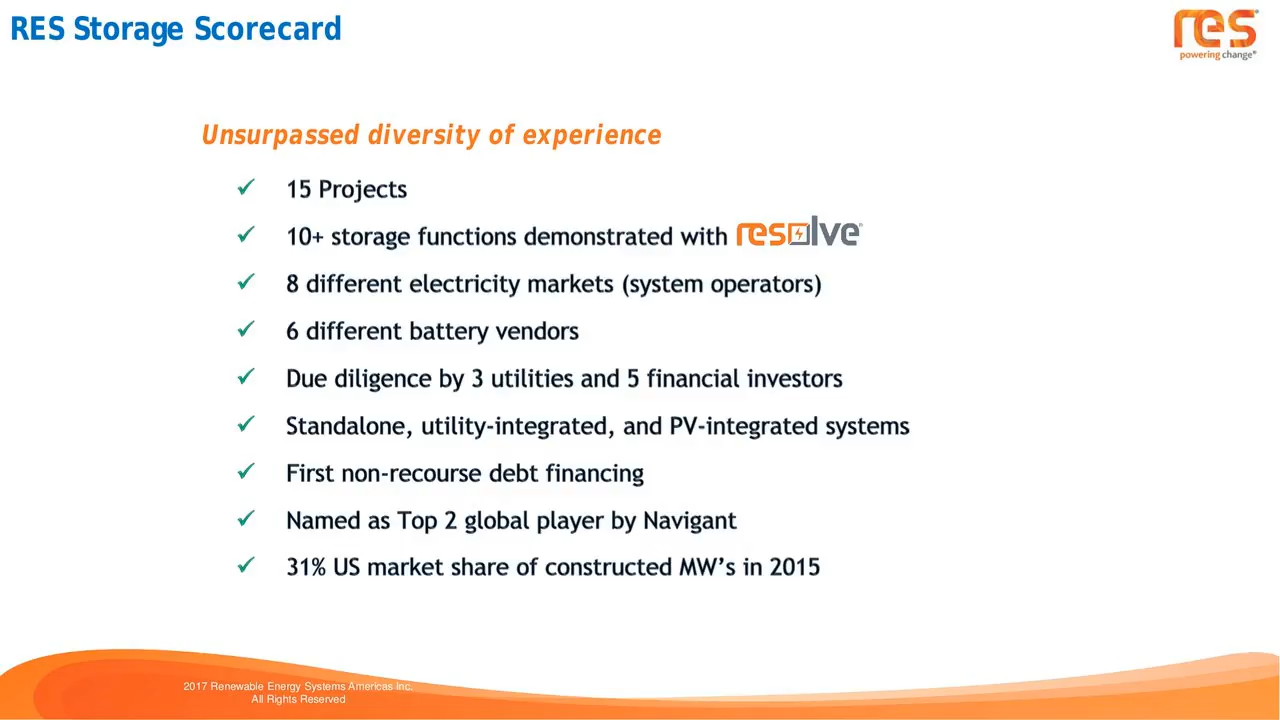 RES Storage Scorecard
res
powering change®
Unsurpassed diversity of experience
✓ 15 Projects
✓ 10+ storage functions demonstrated with resolve®
✓ 8 different electricity markets (system operators)
✓ 6 different battery vendors
✓ Due diligence by 3 utilities and 5 financial investors
✓ Standalone, utility-integrated, and PV-integrated systems
✓ First non-recourse debt financing
✓ Named as Top 2 global player by Navigant
✓ 31% US market share of constructed MW’s in 2015
2017 Renewable Energy Systems Americas Inc.
All Rights Reserved